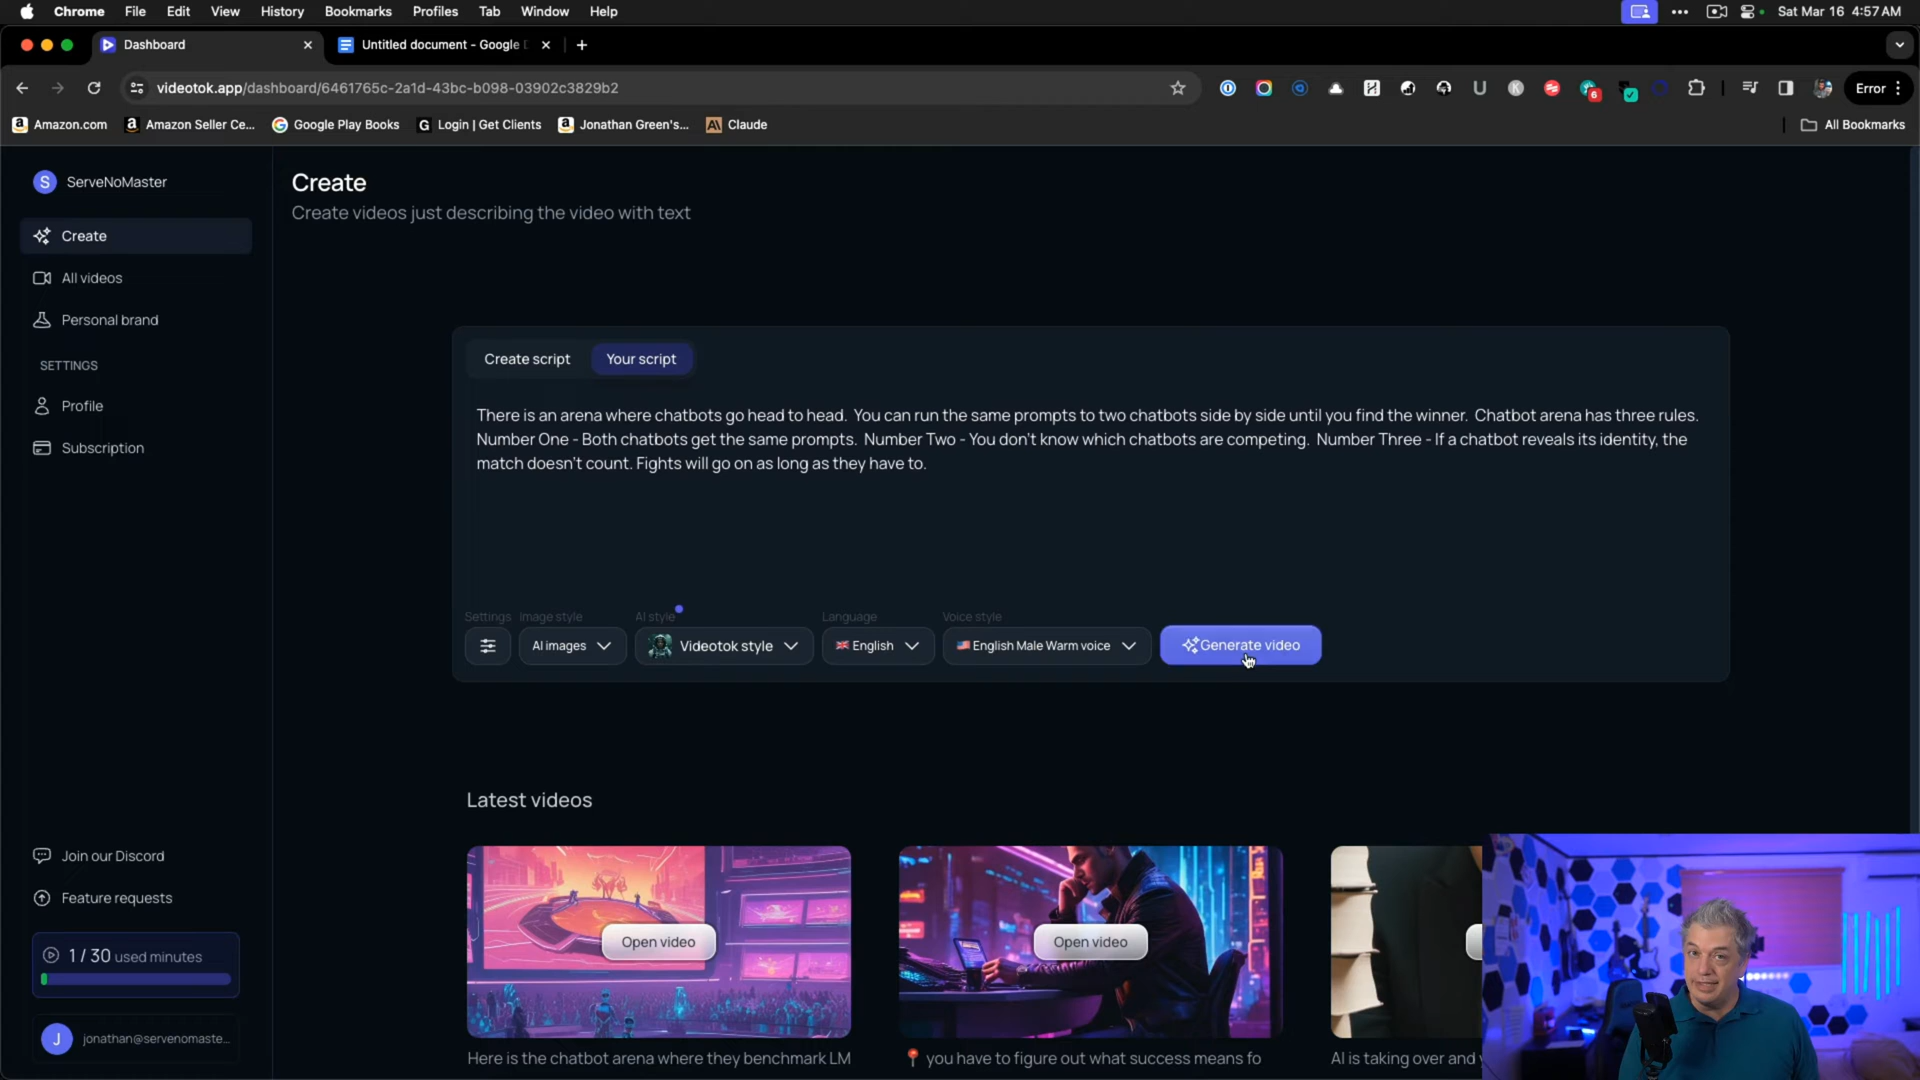 Chrome File Edit View History Bookmarks Profiles Tab Window Help Sat Mar 16 4:57 AM
Dashboard Untitled document - Google
videotok.app/dashboard/6461765c-2a1d-43bc-b098-03902c3829b2 6 Error
Amazon.com Amazon Seller Ce... Google Play Books Login | Get Clients Jonathan Green's... Claude All Bookmarks
S ServeNoMaster
Create
All videos
Personal brand
SETTINGS
Profile
Subscription
Join our Discord
Feature requests
1 / 30 used minutes
J jonathan@servenomaste...
Create
Create videos just describing the video with text
Create script Your script
There is an arena where chatbots go head to head. You can run the same prompts to two chatbots side by side until you find the winner. Chatbot arena has three rules.
Number One - Both chatbots get the same prompts. Number Two - You don't know which chatbots are competing. Number Three - If a chatbot reveals its identity, the
match doesn't count. Fights will go on as long as they have to.
Settings Image style AI style Language Voice style
AI images Videotok style English English Male Warm voice Generate video
Latest videos
Open video Open video
Here is the chatbot arena where they benchmark LM
you have to figure out what success means fo
AI is taking over and